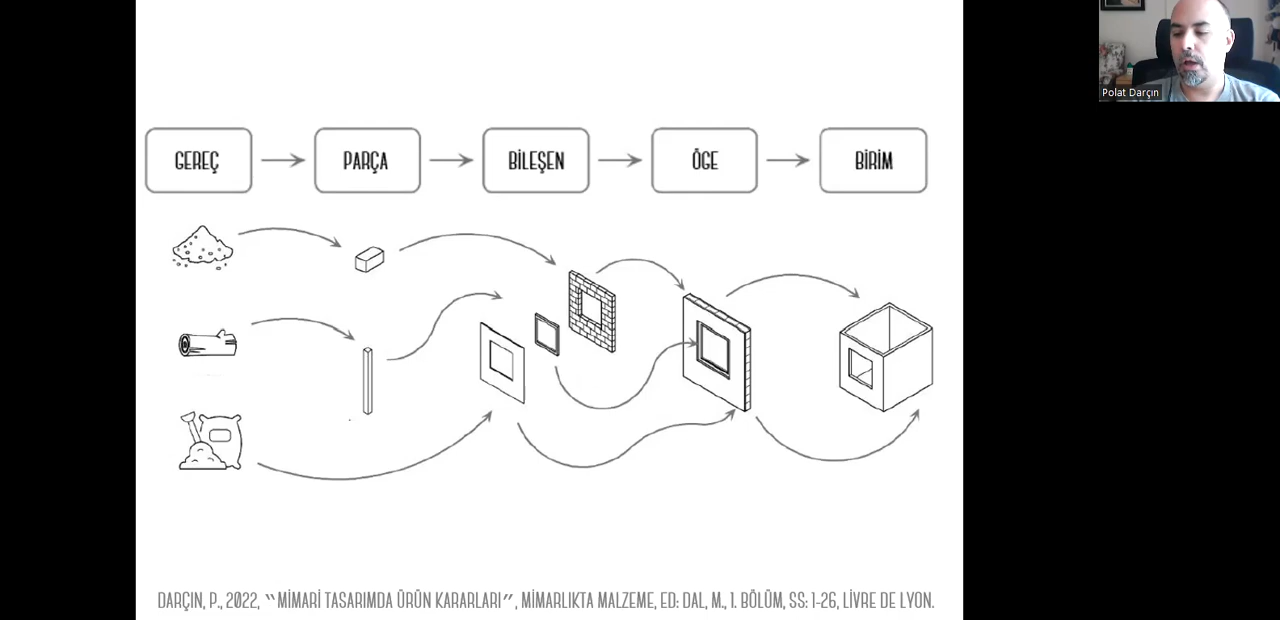 Polat Darçın
GEREÇ
PARÇA
BİLEŞEN
ÖGE
BİRİM
DARÇIN, P., 2022, “MİMARİ TASARIMDA ÜRÜN KARARLARI”, MİMARLIKTA MALZEME, ED: DAL, M., 1. BÖLÜM, SS: 1-26, LİVRE DE LYON.